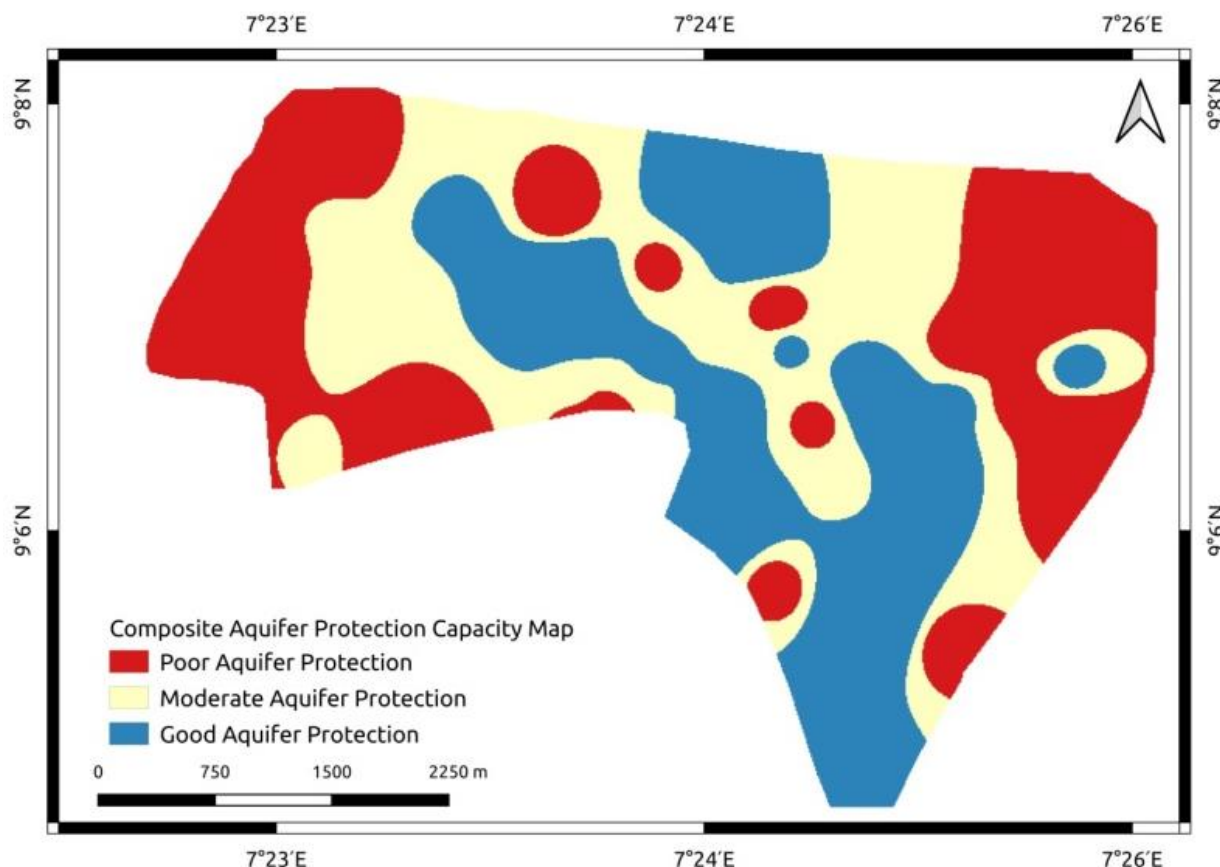 7°23′E 7°24′E 7°26′E
9°8′N 9°8′N
9°6′N 9°6′N
Composite Aquifer Protection Capacity Map
Poor Aquifer Protection
Moderate Aquifer Protection
Good Aquifer Protection
0 750 1500 2250 m
7°23′E 7°24′E 7°26′E